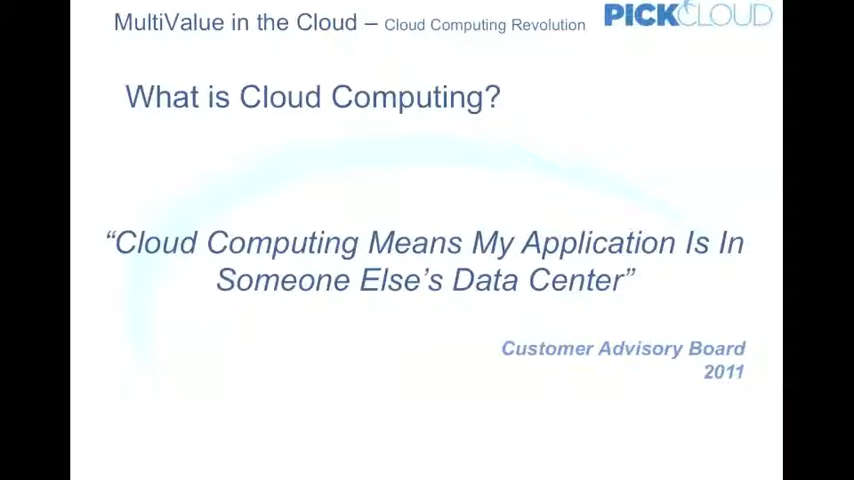 MultiValue in the Cloud – Cloud Computing Revolution
PICKCLOUD
What is Cloud Computing?
“Cloud Computing Means My Application Is In
Someone Else’s Data Center”
Customer Advisory Board
2011